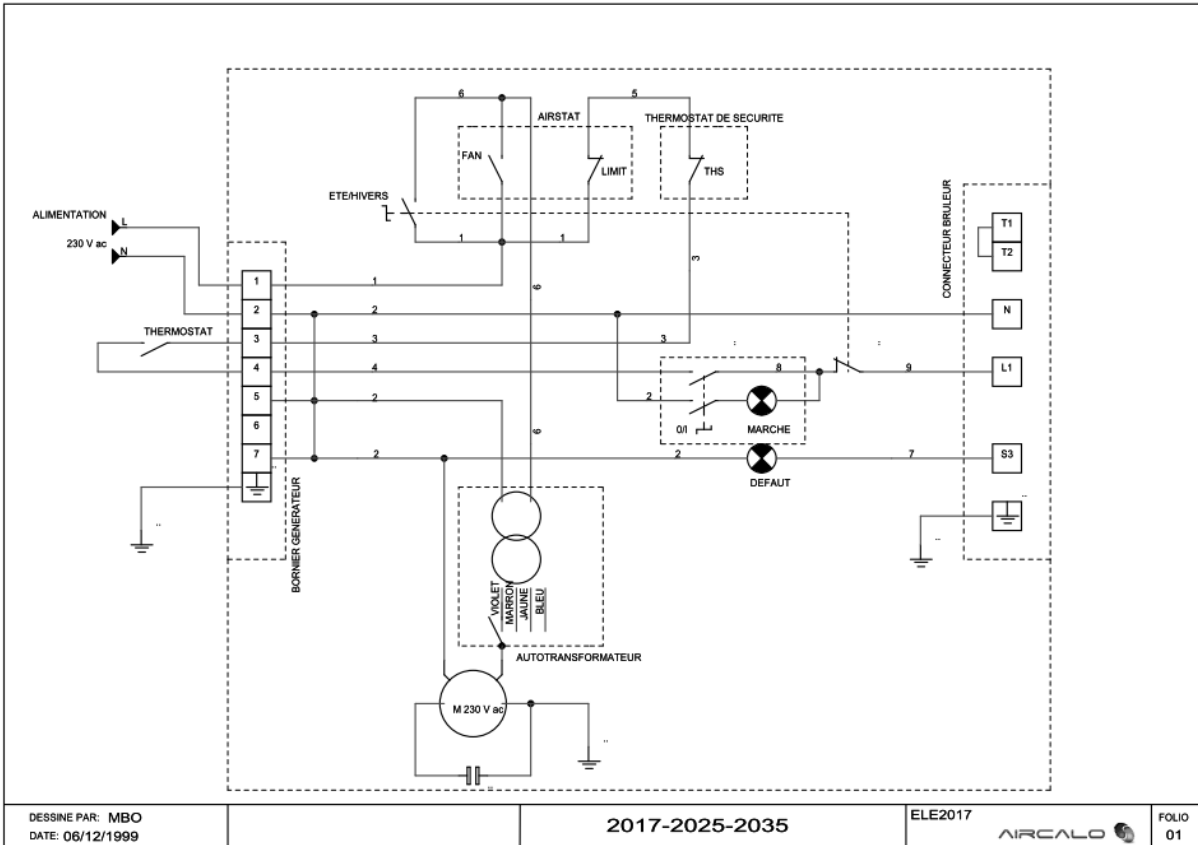 6
5
AIRSTAT
THERMOSTAT DE SECURITE
FAN
LIMIT
THS
ETE/HIVERS
CONNECTEUR BRULEUR
ALIMENTATION
L
230 V ac
N
T1
T2
1
1
3
1
1
6
2
2
N
THERMOSTAT
3
3
3
4
4
8
9
L1
5
2
2
6
6
0/I
MARCHE
7
2
2
7
S3
DEFAUT
BORNIER GENERATEUR
VIOLET
MARRON
JAUNE
BLEU
AUTOTRANSFORMATEUR
M 230 V ac
DESSINE PAR: MBO
DATE: 06/12/1999
2017-2025-2035
ELE2017
AIRCALO
FOLIO
01